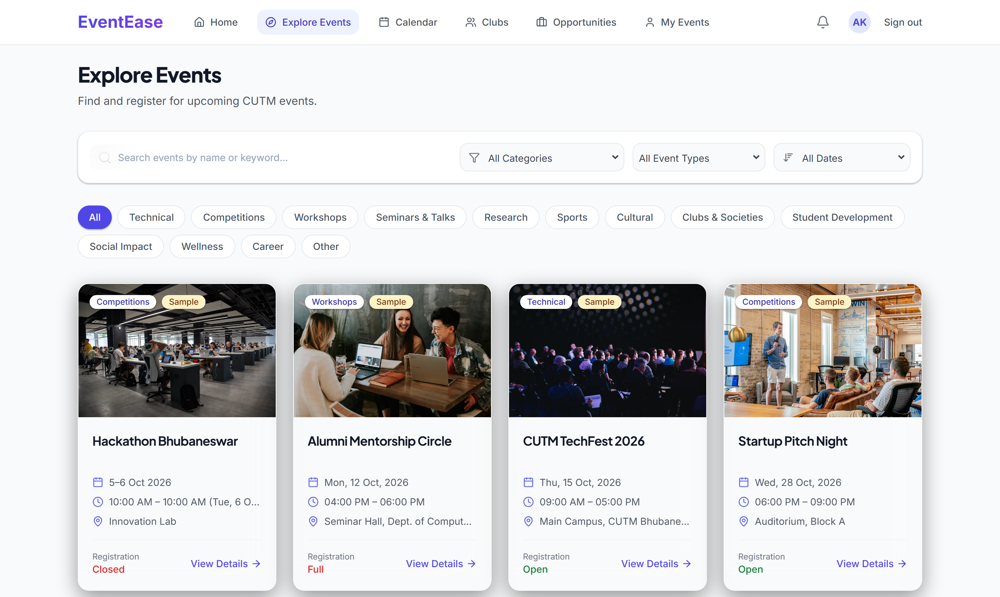 EventEase
Home
Explore Events
Calendar
Clubs
Opportunities
My Events
AK
Sign out
Explore Events
Find and register for upcoming CUTM events.
Search events by name or keyword...
All Categories
All Event Types
All Dates
All
Technical
Competitions
Workshops
Seminars & Talks
Research
Sports
Cultural
Clubs & Societies
Student Development
Social Impact
Wellness
Career
Other
Competitions
Sample
Hackathon Bhubaneswar
5–6 Oct 2026
10:00 AM – 10:00 AM (Tue, 6 O...
Innovation Lab
Registration
Closed
View Details
Workshops
Sample
Alumni Mentorship Circle
Mon, 12 Oct, 2026
04:00 PM – 06:00 PM
Seminar Hall, Dept. of Comput...
Registration
Full
View Details
Technical
Sample
CUTM TechFest 2026
Thu, 15 Oct, 2026
09:00 AM – 05:00 PM
Main Campus, CUTM Bhubane...
Registration
Open
View Details
Competitions
Sample
WIN
Startup Pitch Night
Wed, 28 Oct, 2026
06:00 PM – 09:00 PM
Auditorium, Block A
Registration
Open
View Details